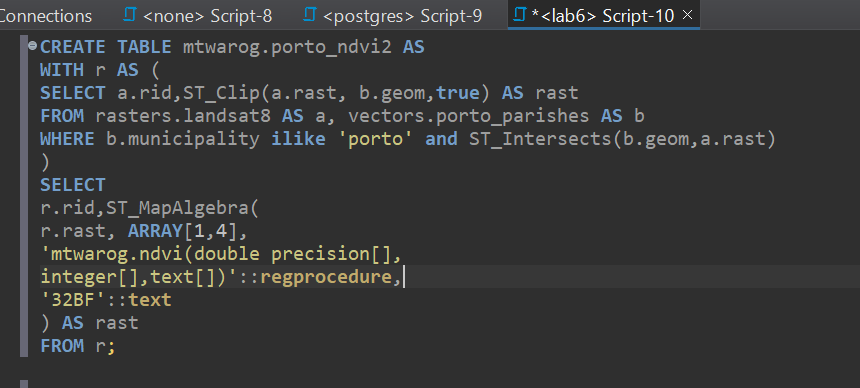 Connections <none> Script-8 <postgres> Script-9 *<lab6> Script-10 ×
CREATE TABLE mtwarog.porto_ndvi2 AS
WITH r AS (
SELECT a.rid,ST_Clip(a.rast, b.geom,true) AS rast
FROM rasters.landsat8 AS a, vectors.porto_parishes AS b
WHERE b.municipality ilike 'porto' and ST_Intersects(b.geom,a.rast)
)
SELECT
r.rid,ST_MapAlgebra(
r.rast, ARRAY[1,4],
'mtwarog.ndvi(double precision[],
integer[],text[])'::regprocedure,
'32BF'::text
) AS rast
FROM r;